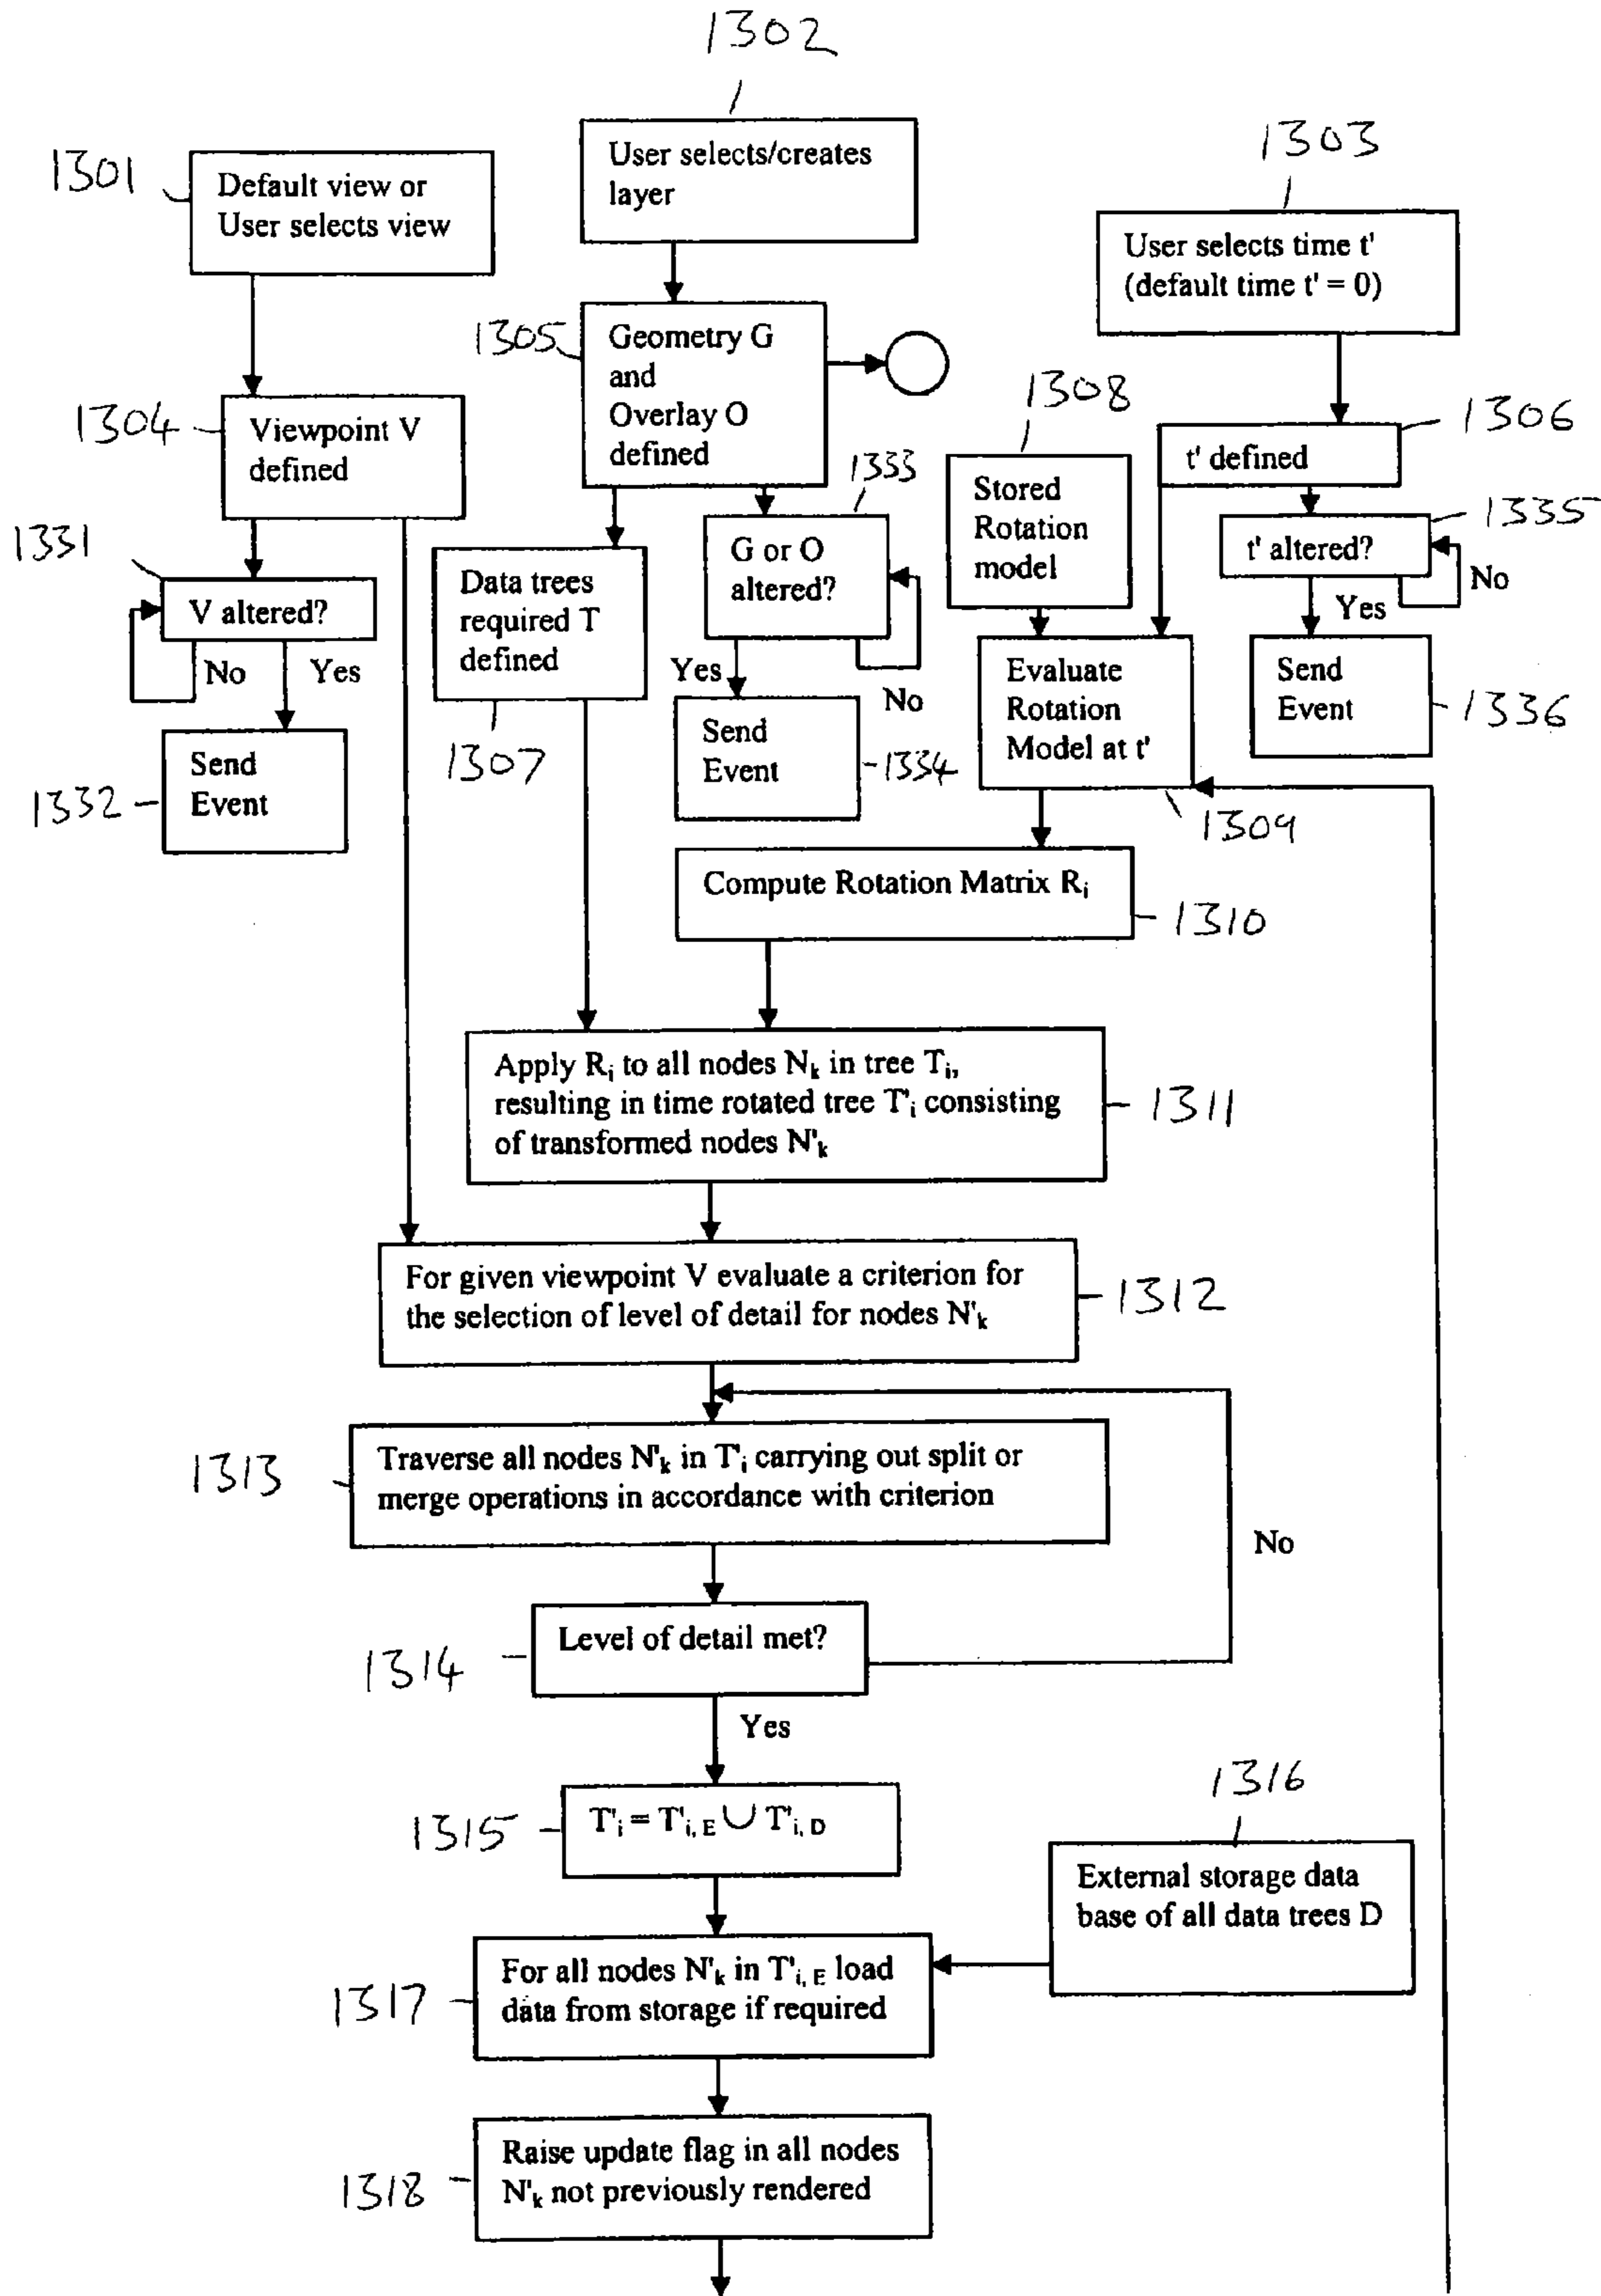 1302
1301
1303
User selects/creates
layer
Default view or
User selects view
User selects time t'
(default time t' = 0)
1305
Geometry G
and
Overlay O
defined
1308
1304
Viewpoint V
defined
1306
t' defined
1333
Stored
Rotation
model
1335
t' altered?
No
Yes
1331
V altered?
No
Yes
Data trees
required T
defined
G or O
altered?
Yes
No
Evaluate
Rotation
Model at t'
Send
Event
1336
1307
Send
Event
1334
1332
Send
Event
1309
Compute Rotation Matrix Ri
1310
Apply Ri to all nodes Nk in tree Ti,
resulting in time rotated tree T'i consisting
of transformed nodes N'k
1311
For given viewpoint V evaluate a criterion for
the selection of level of detail for nodes N'k
1312
1313
Traverse all nodes N'k in T'i carrying out split or
merge operations in accordance with criterion
No
Level of detail met?
1314
Yes
1316
1315
T'i = T'i, E ∪ T'i, D
External storage data
base of all data trees D
For all nodes N'k in T'i, E load
data from storage if required
1317
Raise update flag in all nodes
N'k not previously rendered
1318